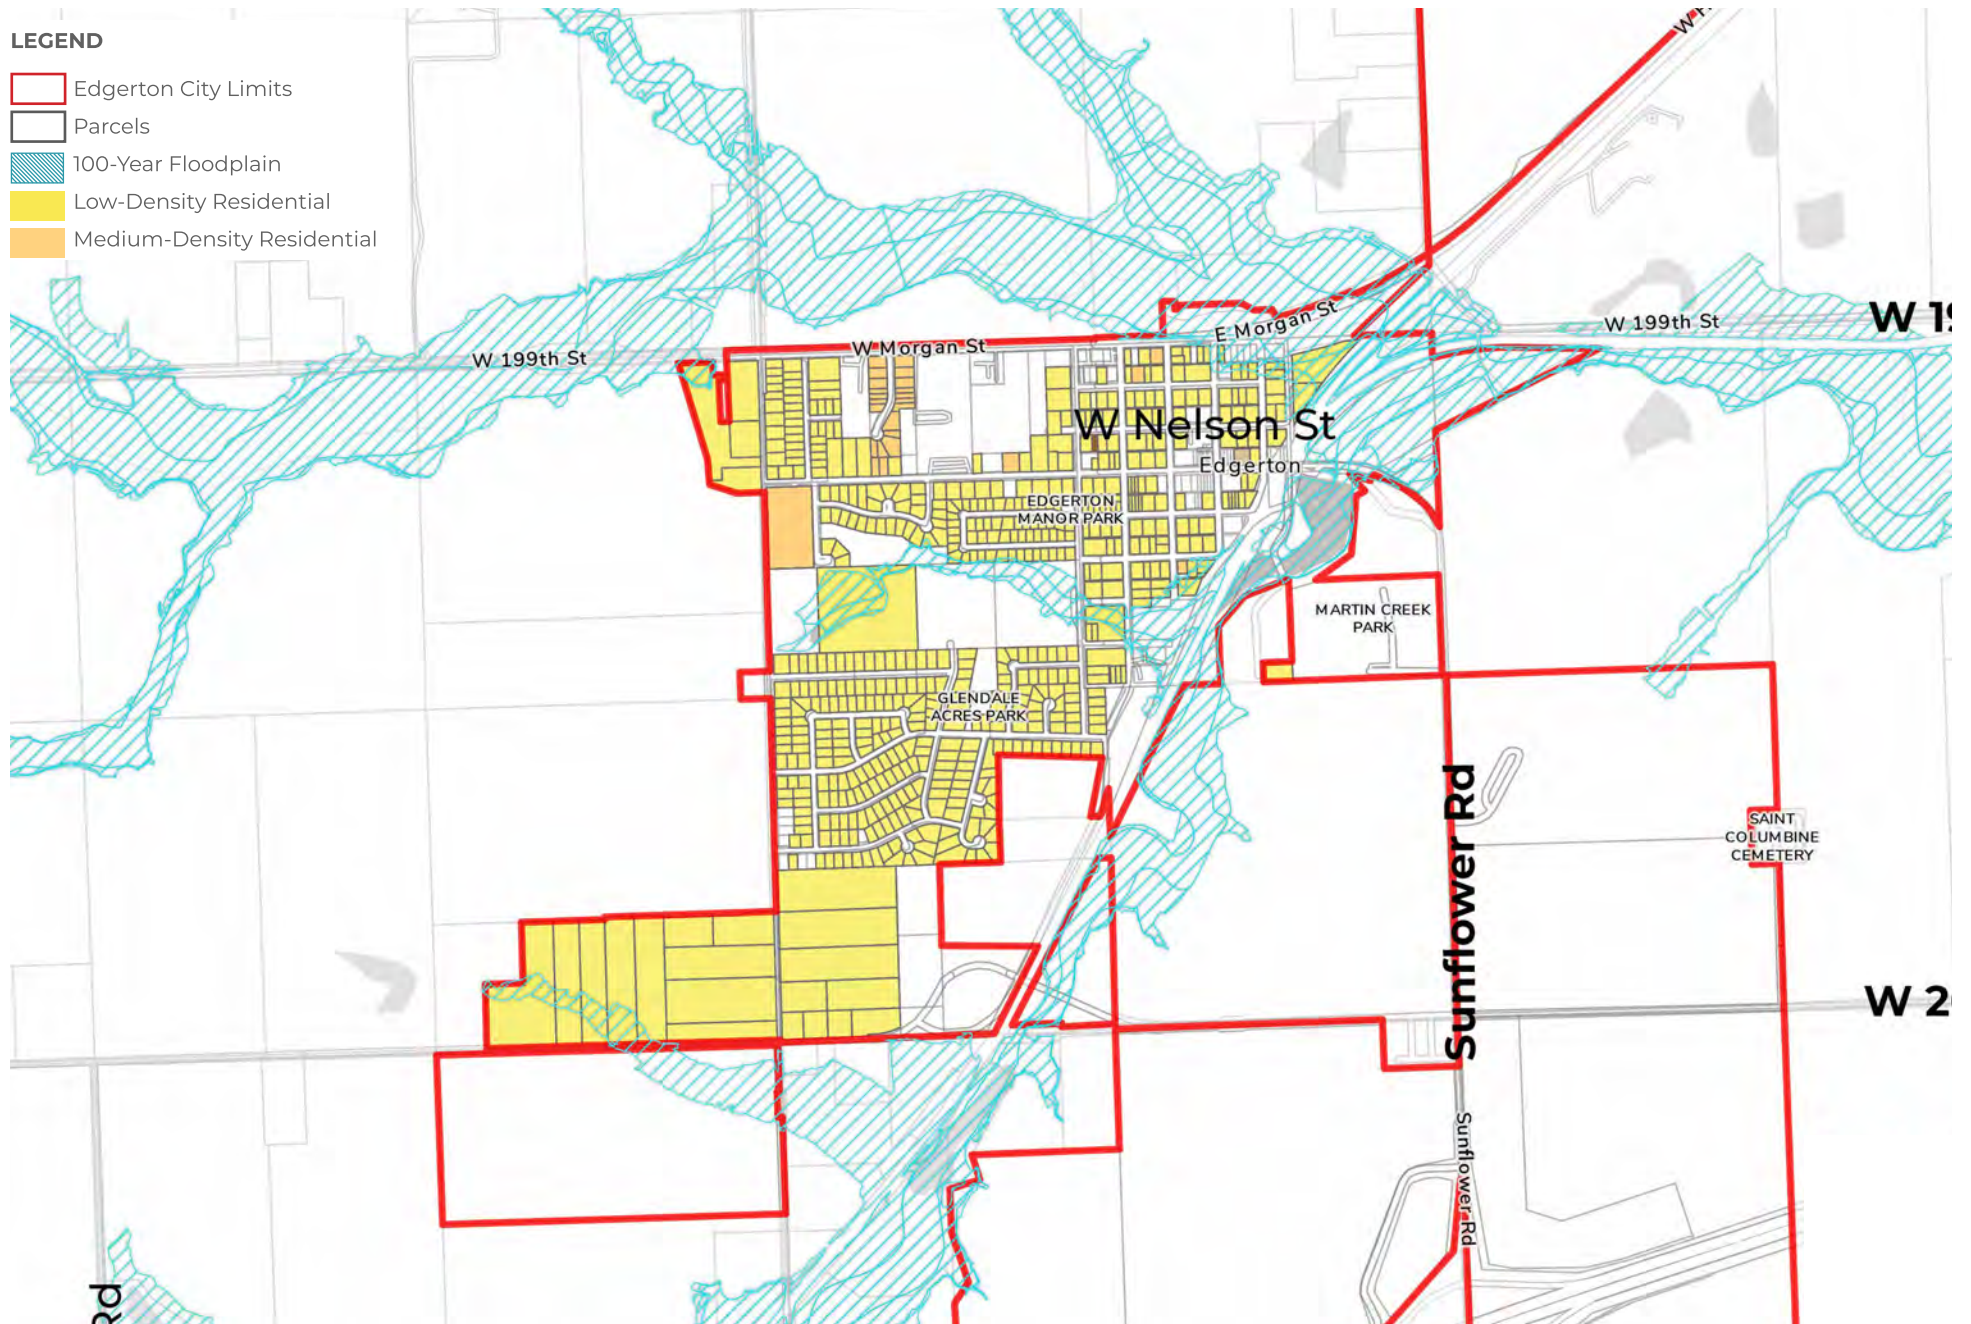 LEGEND
Edgerton City Limits
Parcels
100-Year Floodplain
Low-Density Residential
Medium-Density Residential
W 199th St
W Morgan St
E Morgan St
W 199th St
W 19
W Nelson St
Edgerton
EDGERTON
MANOR PARK
MARTIN CREEK
PARK
GLENDALE
ACRES PARK
Sunflower Rd
SAINT
COLUMBINE
CEMETERY
W 2
Sunflower Rd
Rd